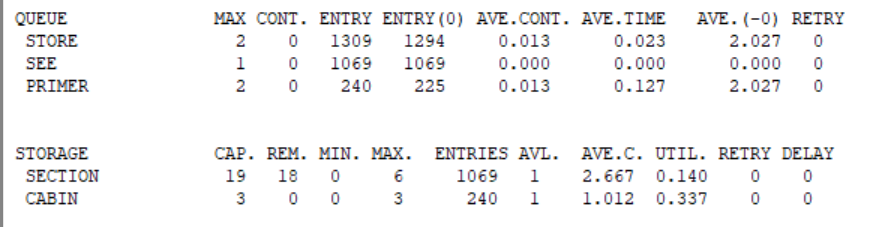 QUEUE MAX CONT. ENTRY ENTRY(0) AVE.CONT. AVE.TIME AVE.(-0) RETRY
STORE 2 0 1309 1294 0.013 0.023 2.027 0
SEE 1 0 1069 1069 0.000 0.000 0.000 0
PRIMER 2 0 240 225 0.013 0.127 2.027 0
STORAGE CAP. REM. MIN. MAX. ENTRIES AVL. AVE.C. UTIL. RETRY DELAY
SECTION 19 18 0 6 1069 1 2.667 0.140 0 0
CABIN 3 0 0 3 240 1 1.012 0.337 0 0